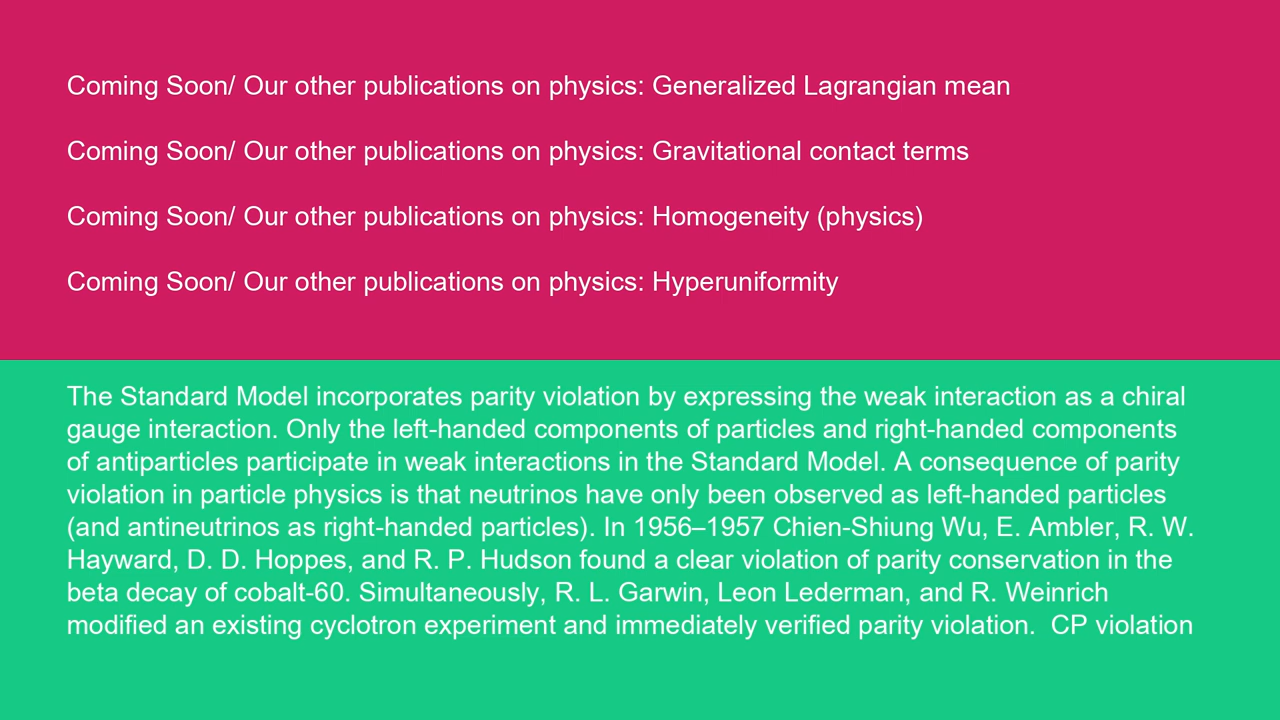 Coming Soon/ Our other publications on physics: Generalized Lagrangian mean
Coming Soon/ Our other publications on physics: Gravitational contact terms
Coming Soon/ Our other publications on physics: Homogeneity (physics)
Coming Soon/ Our other publications on physics: Hyperuniformity
The Standard Model incorporates parity violation by expressing the weak interaction as a chiral
gauge interaction. Only the left-handed components of particles and right-handed components
of antiparticles participate in weak interactions in the Standard Model. A consequence of parity
violation in particle physics is that neutrinos have only been observed as left-handed particles
(and antineutrinos as right-handed particles). In 1956–1957 Chien-Shiung Wu, E. Ambler, R. W.
Hayward, D. D. Hoppes, and R. P. Hudson found a clear violation of parity conservation in the
beta decay of cobalt-60. Simultaneously, R. L. Garwin, Leon Lederman, and R. Weinrich
modified an existing cyclotron experiment and immediately verified parity violation.  CP violation